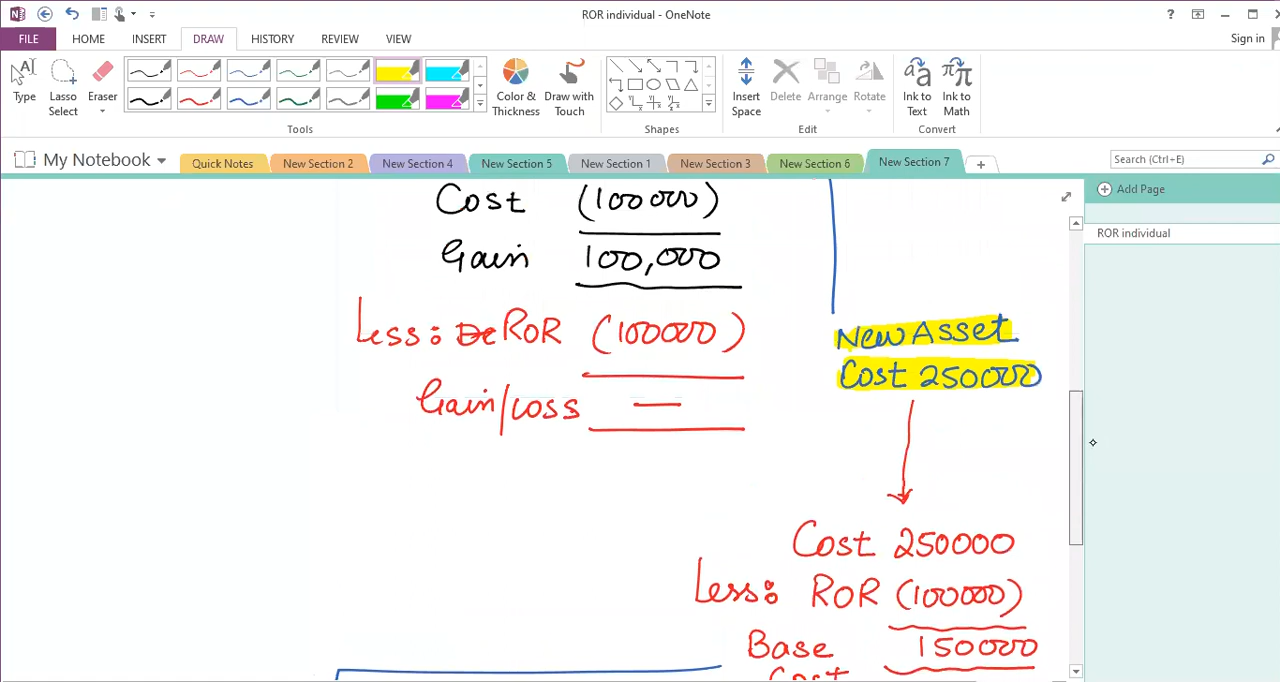 ROR individual - OneNote
?
Sign in
FILE
HOME
INSERT
DRAW
HISTORY
REVIEW
VIEW
Type
Lasso
Select
Eraser
Color &
Thickness
Draw with
Touch
Insert
Space
Delete
Arrange
Rotate
Ink to
Text
Ink to
Math
Tools
Shapes
Edit
Convert
My Notebook
Quick Notes
New Section 2
New Section 4
New Section 5
New Section 1
New Section 3
New Section 6
New Section 7
Search (Ctrl+E)
Add Page
ROR individual
Cost (100000)
Gain 100,000
Less: ROR (100000)
Gain/Loss —
New Asset
Cost 250000
Cost 250000
Less: ROR (100000)
Base 150000
Cost